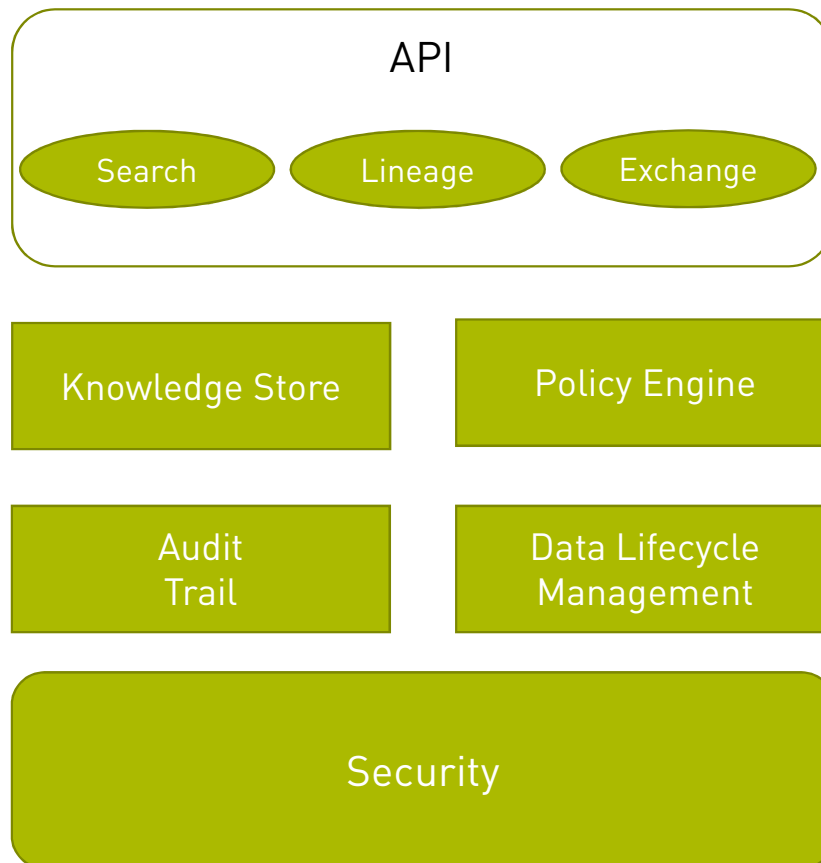 API
Search
Lineage
Exchange
Knowledge Store
Policy Engine
Audit
Trail
Data Lifecycle
Management
Security